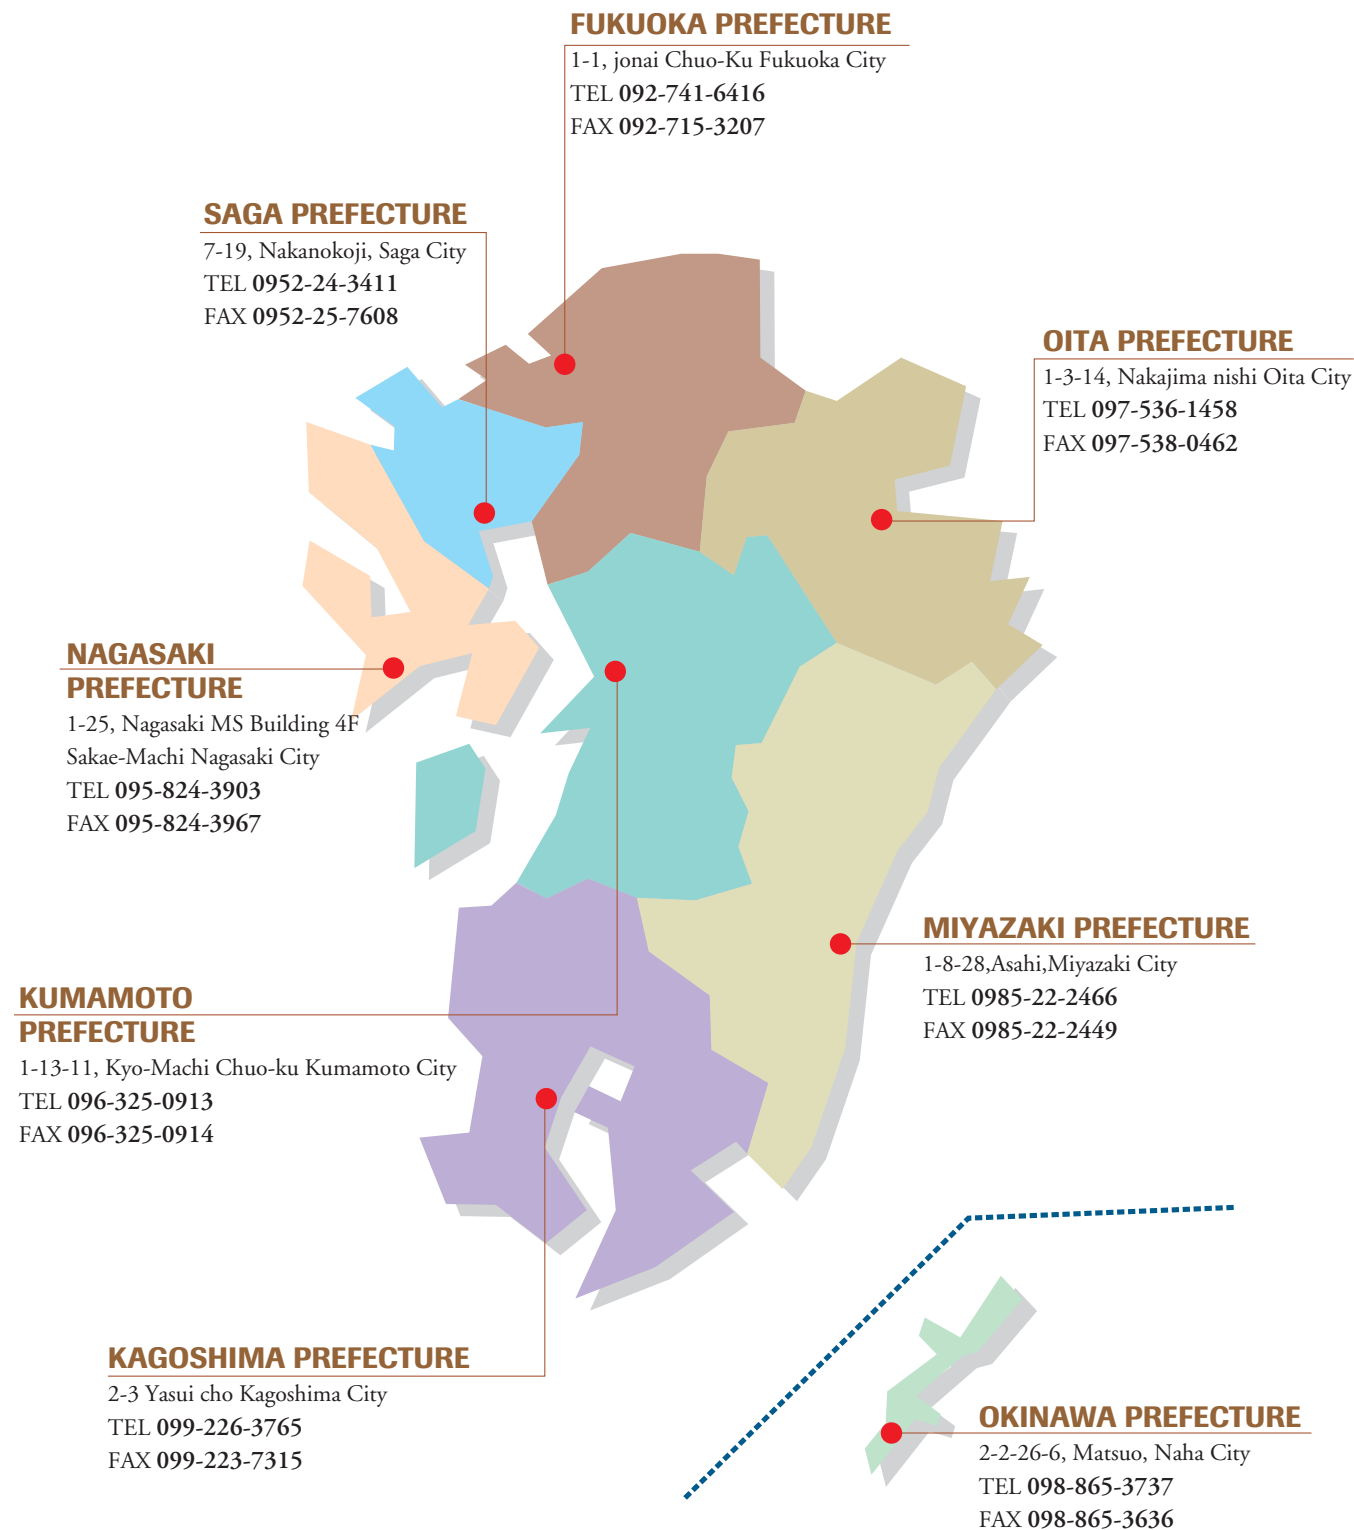 FUKUOKA PREFECTURE
1-1, jonai Chuo-Ku Fukuoka City
TEL 092-741-6416
FAX 092-715-3207
SAGA PREFECTURE
7-19, Nakanokoji, Saga City
TEL 0952-24-3411
FAX 0952-25-7608
OITA PREFECTURE
1-3-14, Nakajima nishi Oita City
TEL 097-536-1458
FAX 097-538-0462
NAGASAKI
PREFECTURE
1-25, Nagasaki MS Building 4F
Sakae-Machi Nagasaki City
TEL 095-824-3903
FAX 095-824-3967
MIYAZAKI PREFECTURE
1-8-28,Asahi,Miyazaki City
TEL 0985-22-2466
FAX 0985-22-2449
KUMAMOTO
PREFECTURE
1-13-11, Kyo-Machi Chuo-ku Kumamoto City
TEL 096-325-0913
FAX 096-325-0914
KAGOSHIMA PREFECTURE
2-3 Yasui cho Kagoshima City
TEL 099-226-3765
FAX 099-223-7315
OKINAWA PREFECTURE
2-2-26-6, Matsuo, Naha City
TEL 098-865-3737
FAX 098-865-3636